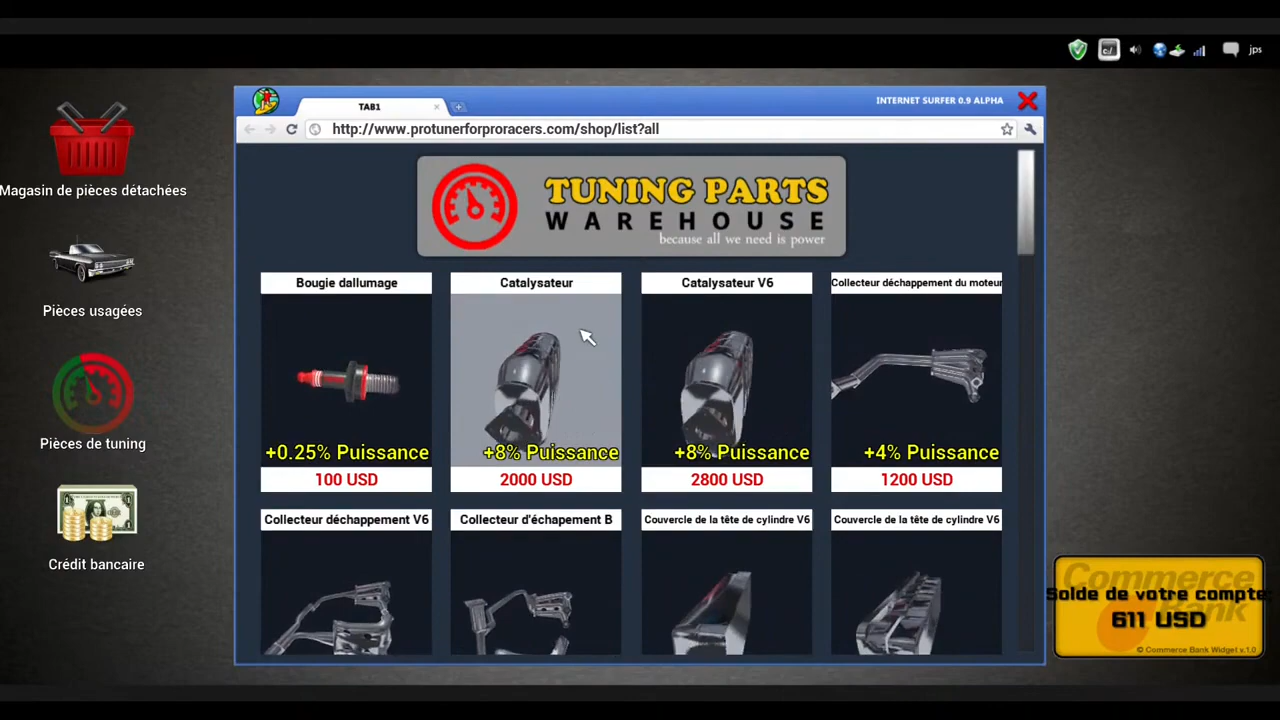 jps
TAB1
INTERNET SURFER 0.9 ALPHA
http://www.protunerforproracers.com/shop/list?all
TUNING PARTS
WAREHOUSE
because all we need is power
Magasin de pièces détachées
Pièces usagées
Pièces de tuning
Crédit bancaire
Bougie dallumage
+0.25% Puissance
100 USD
Catalysateur
+8% Puissance
2000 USD
Catalysateur V6
+8% Puissance
2800 USD
Collecteur déchappement du moteur
+4% Puissance
1200 USD
Collecteur déchappement V6
Collecteur d'échapement B
Couvercle de la tête de cylindre V6
Couvercle de la tête de cylindre V6
Commerce
Bank
Solde de votre compte:
611 USD
© Commerce Bank Widget v.1.0